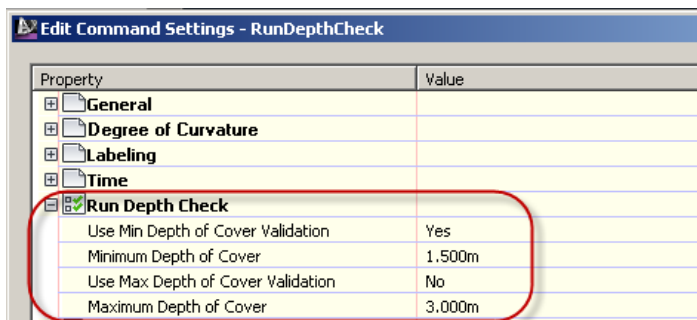 Edit Command Settings - RunDepthCheck
Property Value
General
Degree of Curvature
Labeling
Time
Run Depth Check
Use Min Depth of Cover Validation Yes
Minimum Depth of Cover 1.500m
Use Max Depth of Cover Validation No
Maximum Depth of Cover 3.000m